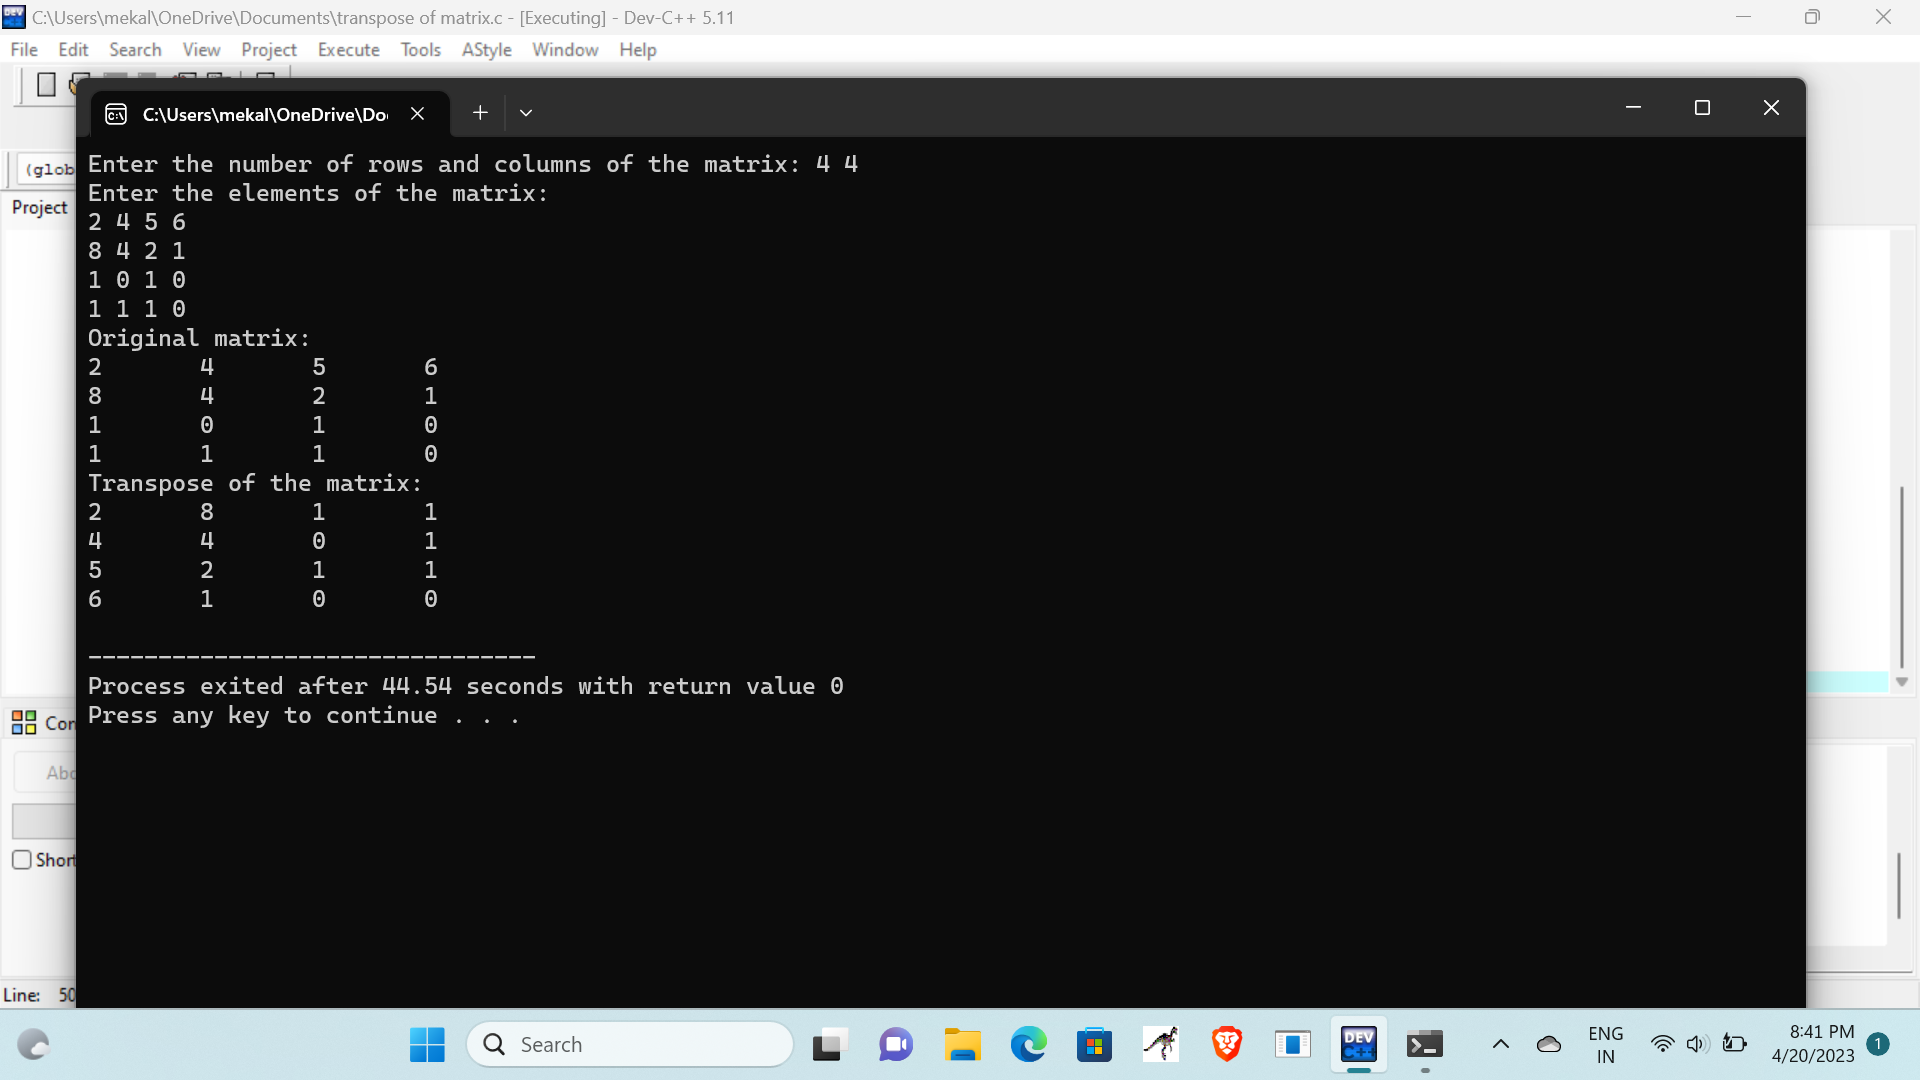 C:\Users\mekal\OneDrive\Documents\transpose of matrix.c - [Executing] - Dev-C++ 5.11
File Edit Search View Project Execute Tools AStyle Window Help
C:\Users\mekal\OneDrive\Do
(glob
Project
Enter the number of rows and columns of the matrix: 4 4
Enter the elements of the matrix:
2 4 5 6
8 4 2 1
1 0 1 0
1 1 1 0
Original matrix:
2 4 5 6
8 4 2 1
1 0 1 0
1 1 1 0
Transpose of the matrix:
2 8 1 1
4 4 0 1
5 2 1 1
6 1 0 0
--------------------------------
Process exited after 44.54 seconds with return value 0
Press any key to continue . . .
Con
Abo
Short
Line: 50
Search
DEV C++
ENG
IN
8:41 PM
4/20/2023
1